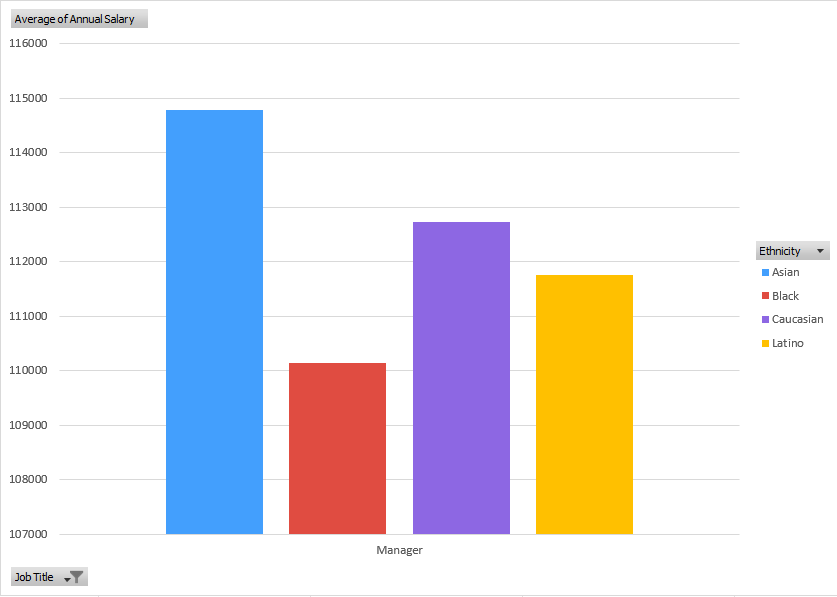 Average of Annual Salary
116000
115000
114000
113000
112000
111000
110000
109000
108000
107000
Manager
Ethnicity
Asian
Black
Caucasian
Latino
Job Title